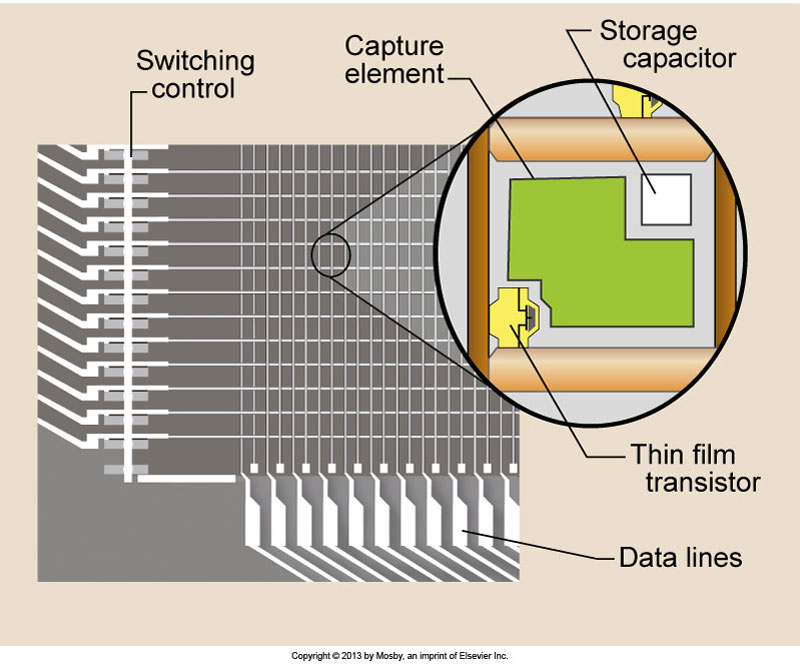 Switching
control
Capture
element
Storage
capacitor
Thin film
transistor
Data lines
Copyright © 2013 by Mosby, an imprint of Elsevier Inc.